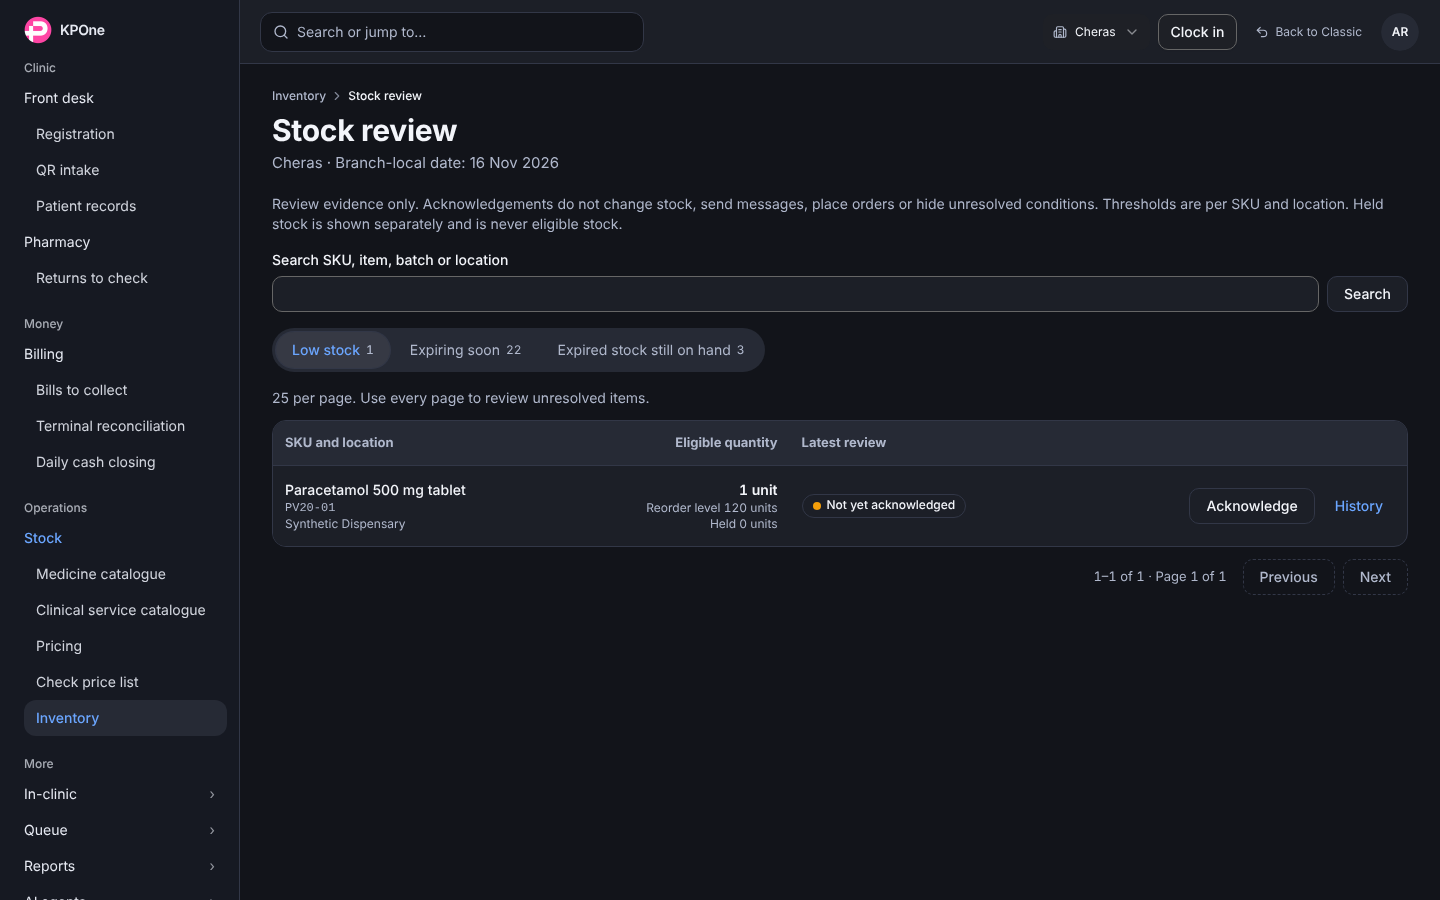 KPOne
Clinic
Front desk
Registration
QR intake
Patient records
Pharmacy
Returns to check
Money
Billing
Bills to collect
Terminal reconciliation
Daily cash closing
Operations
Stock
Medicine catalogue
Clinical service catalogue
Pricing
Check price list
Inventory
More
In-clinic
Queue
Reports
Search or jump to...
Cheras
Clock in
Back to Classic
AR
Inventory > Stock review
Stock review
Cheras · Branch-local date: 16 Nov 2026
Review evidence only. Acknowledgements do not change stock, send messages, place orders or hide unresolved conditions. Thresholds are per SKU and location. Held
stock is shown separately and is never eligible stock.
Search SKU, item, batch or location
Search
Low stock 1 Expiring soon 22 Expired stock still on hand 3
25 per page. Use every page to review unresolved items.
SKU and location Eligible quantity Latest review
Paracetamol 500 mg tablet
PV20-01
Synthetic Dispensary
1 unit
Reorder level 120 units
Held 0 units
Not yet acknowledged
Acknowledge
History
1–1 of 1 · Page 1 of 1
Previous
Next